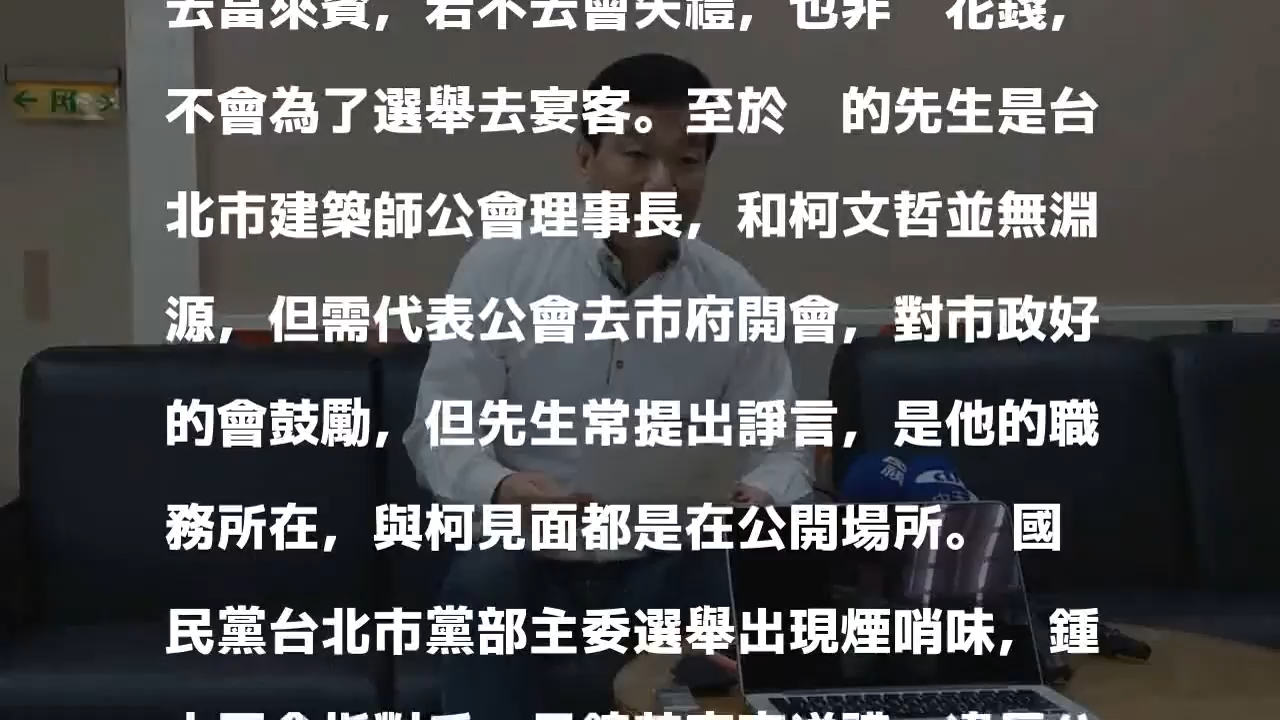 去當來賓，若不去會失禮，也非　花錢，
不會為了選舉去宴客。至於　的先生是台
北市建築師公會理事長，和柯文哲並無淵
源，但需代表公會去市府開會，對市政好
的會鼓勵，但先生常提出諍言，是他的職
務所在，與柯見面都是在公開場所。 國
民黨台北市黨部主委選舉出現煙哨味，鍾